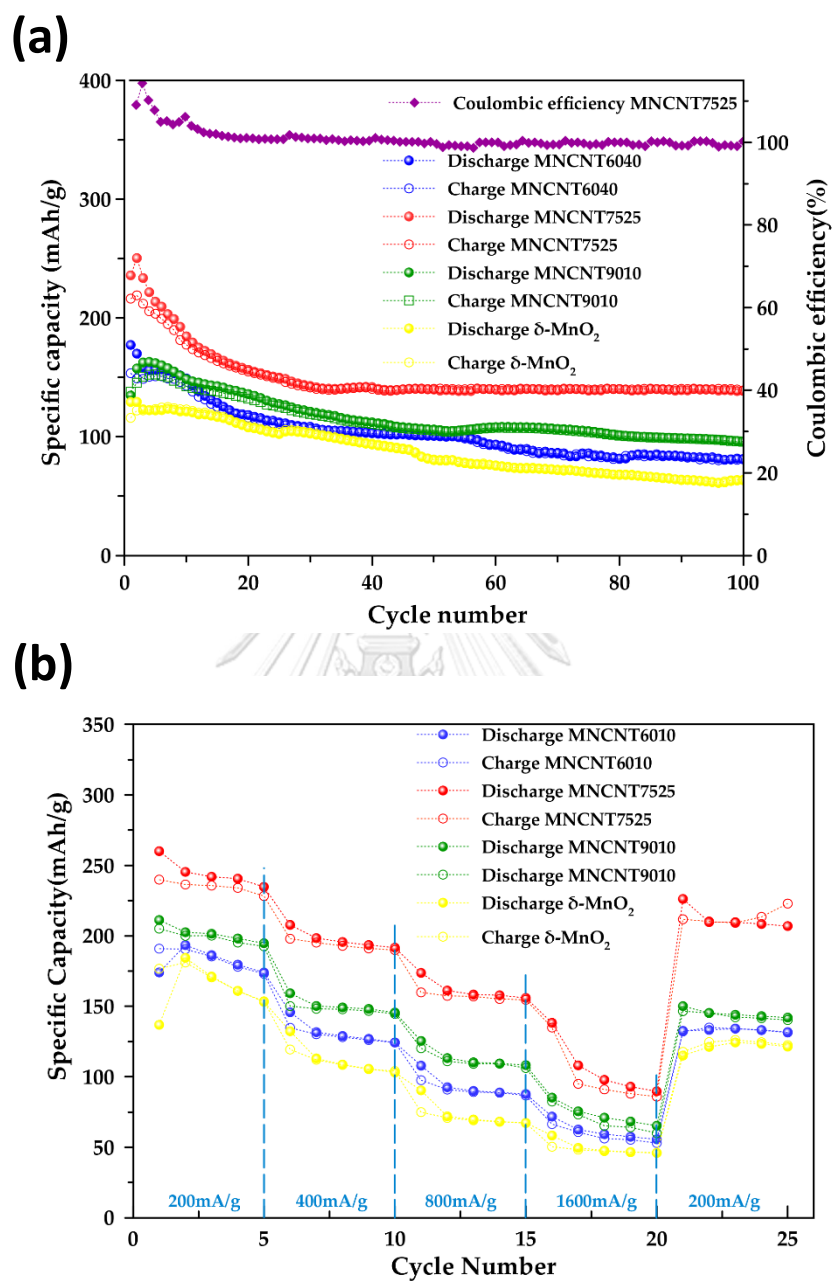 (a)
400
300
200
100
0
Specific capacity (mAh/g)
Coulombic efficiency MNCNT7525
Discharge MNCNT6040
Charge MNCNT6040
Discharge MNCNT7525
Charge MNCNT7525
Discharge MNCNT9010
Charge MNCNT9010
Discharge δ-MnO₂
Charge δ-MnO₂
100
80
60
40
20
0
Coulombic efficiency(%)
0 20 40 60 80 100
Cycle number
(b)
350
300
250
200
150
100
50
0
Specific Capacity(mAh/g)
Discharge MNCNT6010
Charge MNCNT6010
Discharge MNCNT7525
Charge MNCNT7525
Discharge MNCNT9010
Discharge MNCNT9010
Discharge δ-MnO₂
Charge δ-MnO₂
200mA/g 400mA/g 800mA/g 1600mA/g 200mA/g
0 5 10 15 20 25
Cycle Number